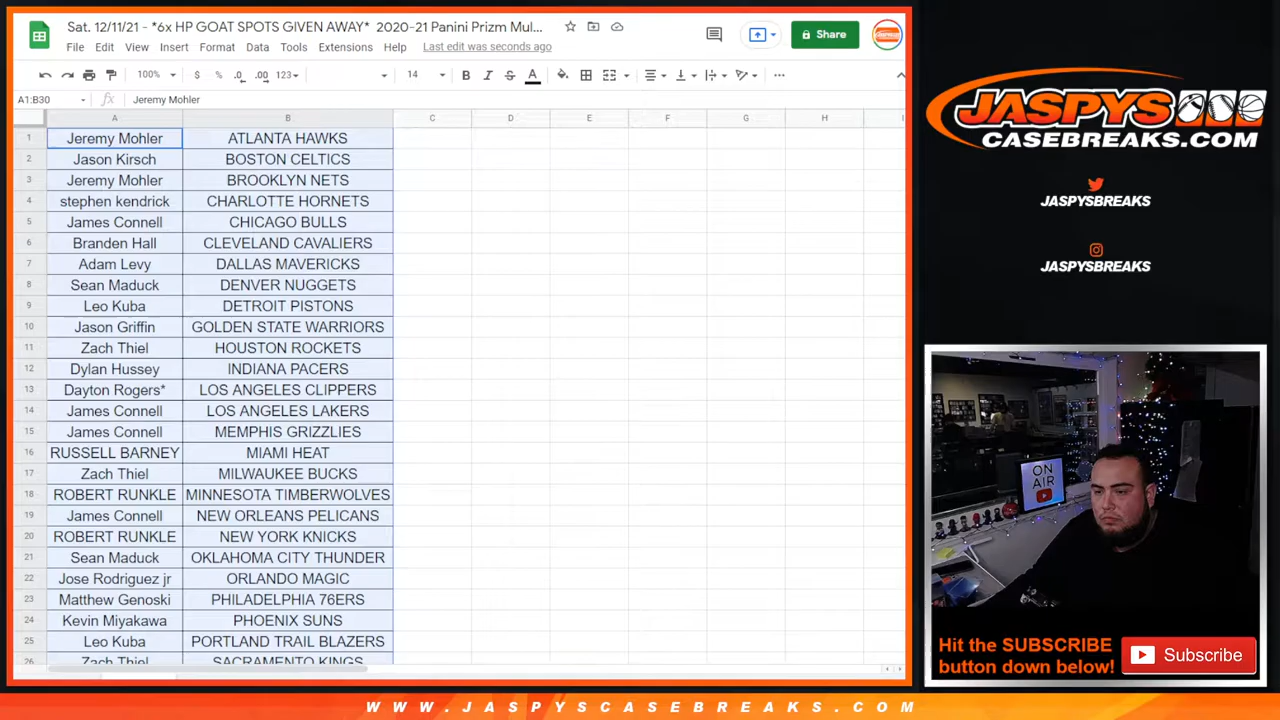 Sat. 12/11/21 - *6x HP GOAT SPOTS GIVEN AWAY* 2020-21 Panini Prizm Mul...
File Edit View Insert Format Data Tools Extensions Help Last edit was seconds ago
Share
100% $ % .0 .00 123 14 B I S A
A1:B30 fx Jeremy Mohler
A B C D E F G H I
1 Jeremy Mohler ATLANTA HAWKS
2 Jason Kirsch BOSTON CELTICS
3 Jeremy Mohler BROOKLYN NETS
4 stephen kendrick CHARLOTTE HORNETS
5 James Connell CHICAGO BULLS
6 Branden Hall CLEVELAND CAVALIERS
7 Adam Levy DALLAS MAVERICKS
8 Sean Maduck DENVER NUGGETS
9 Leo Kuba DETROIT PISTONS
10 Jason Griffin GOLDEN STATE WARRIORS
11 Zach Thiel HOUSTON ROCKETS
12 Dylan Hussey INDIANA PACERS
13 Dayton Rogers* LOS ANGELES CLIPPERS
14 James Connell LOS ANGELES LAKERS
15 James Connell MEMPHIS GRIZZLIES
16 RUSSELL BARNEY MIAMI HEAT
17 Zach Thiel MILWAUKEE BUCKS
18 ROBERT RUNKLE MINNESOTA TIMBERWOLVES
19 James Connell NEW ORLEANS PELICANS
20 ROBERT RUNKLE NEW YORK KNICKS
21 Sean Maduck OKLAHOMA CITY THUNDER
22 Jose Rodriguez jr ORLANDO MAGIC
23 Matthew Genoski PHILADELPHIA 76ERS
24 Kevin Miyakawa PHOENIX SUNS
25 Leo Kuba PORTLAND TRAIL BLAZERS
26 Zach Thiel SACRAMENTO KINGS
JASPYS
CASEBREAKS.COM
JASPYSBREAKS
JASPYSBREAKS
ON
AIR
Hit the SUBSCRIBE
button down below!
Subscribe
WWW.JASPYSCASEBREAKS.COM